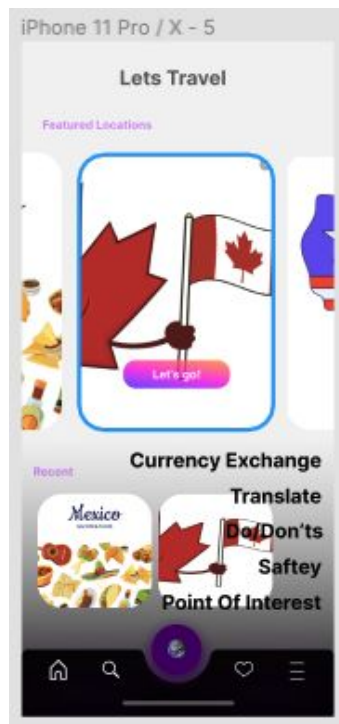 iPhone 11 Pro / X - 5
Lets Travel
Featured Locations
Let's go!
Currency Exchange
Recent
Translate
Mexico
Do/Don'ts
Saftey
Point Of Interest